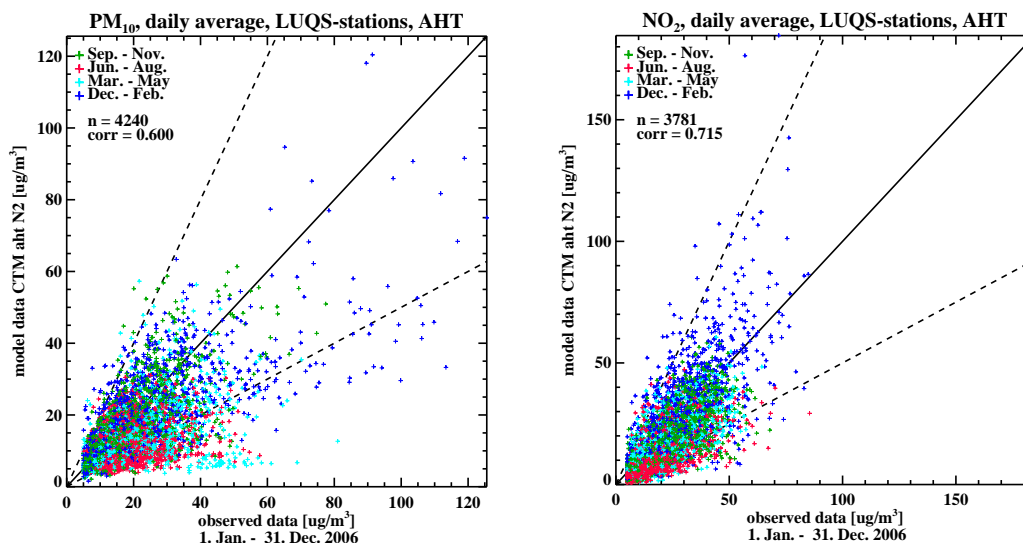 PM10, daily average, LUQS-stations, AHT
120
100
80
60
40
20
0
model data CTM aht N2 [ug/m3]
+ Sep. - Nov.
+ Jun. - Aug.
+ Mar. - May
+ Dec. - Feb.
n = 4240
corr = 0.600
0 20 40 60 80 100 120
observed data [ug/m3]
1. Jan. - 31. Dec. 2006
NO2, daily average, LUQS-stations, AHT
150
100
50
0
model data CTM aht N2 [ug/m3]
+ Sep. - Nov.
+ Jun. - Aug.
+ Mar. - May
+ Dec. - Feb.
n = 3781
corr = 0.715
0 50 100 150
observed data [ug/m3]
1. Jan. - 31. Dec. 2006